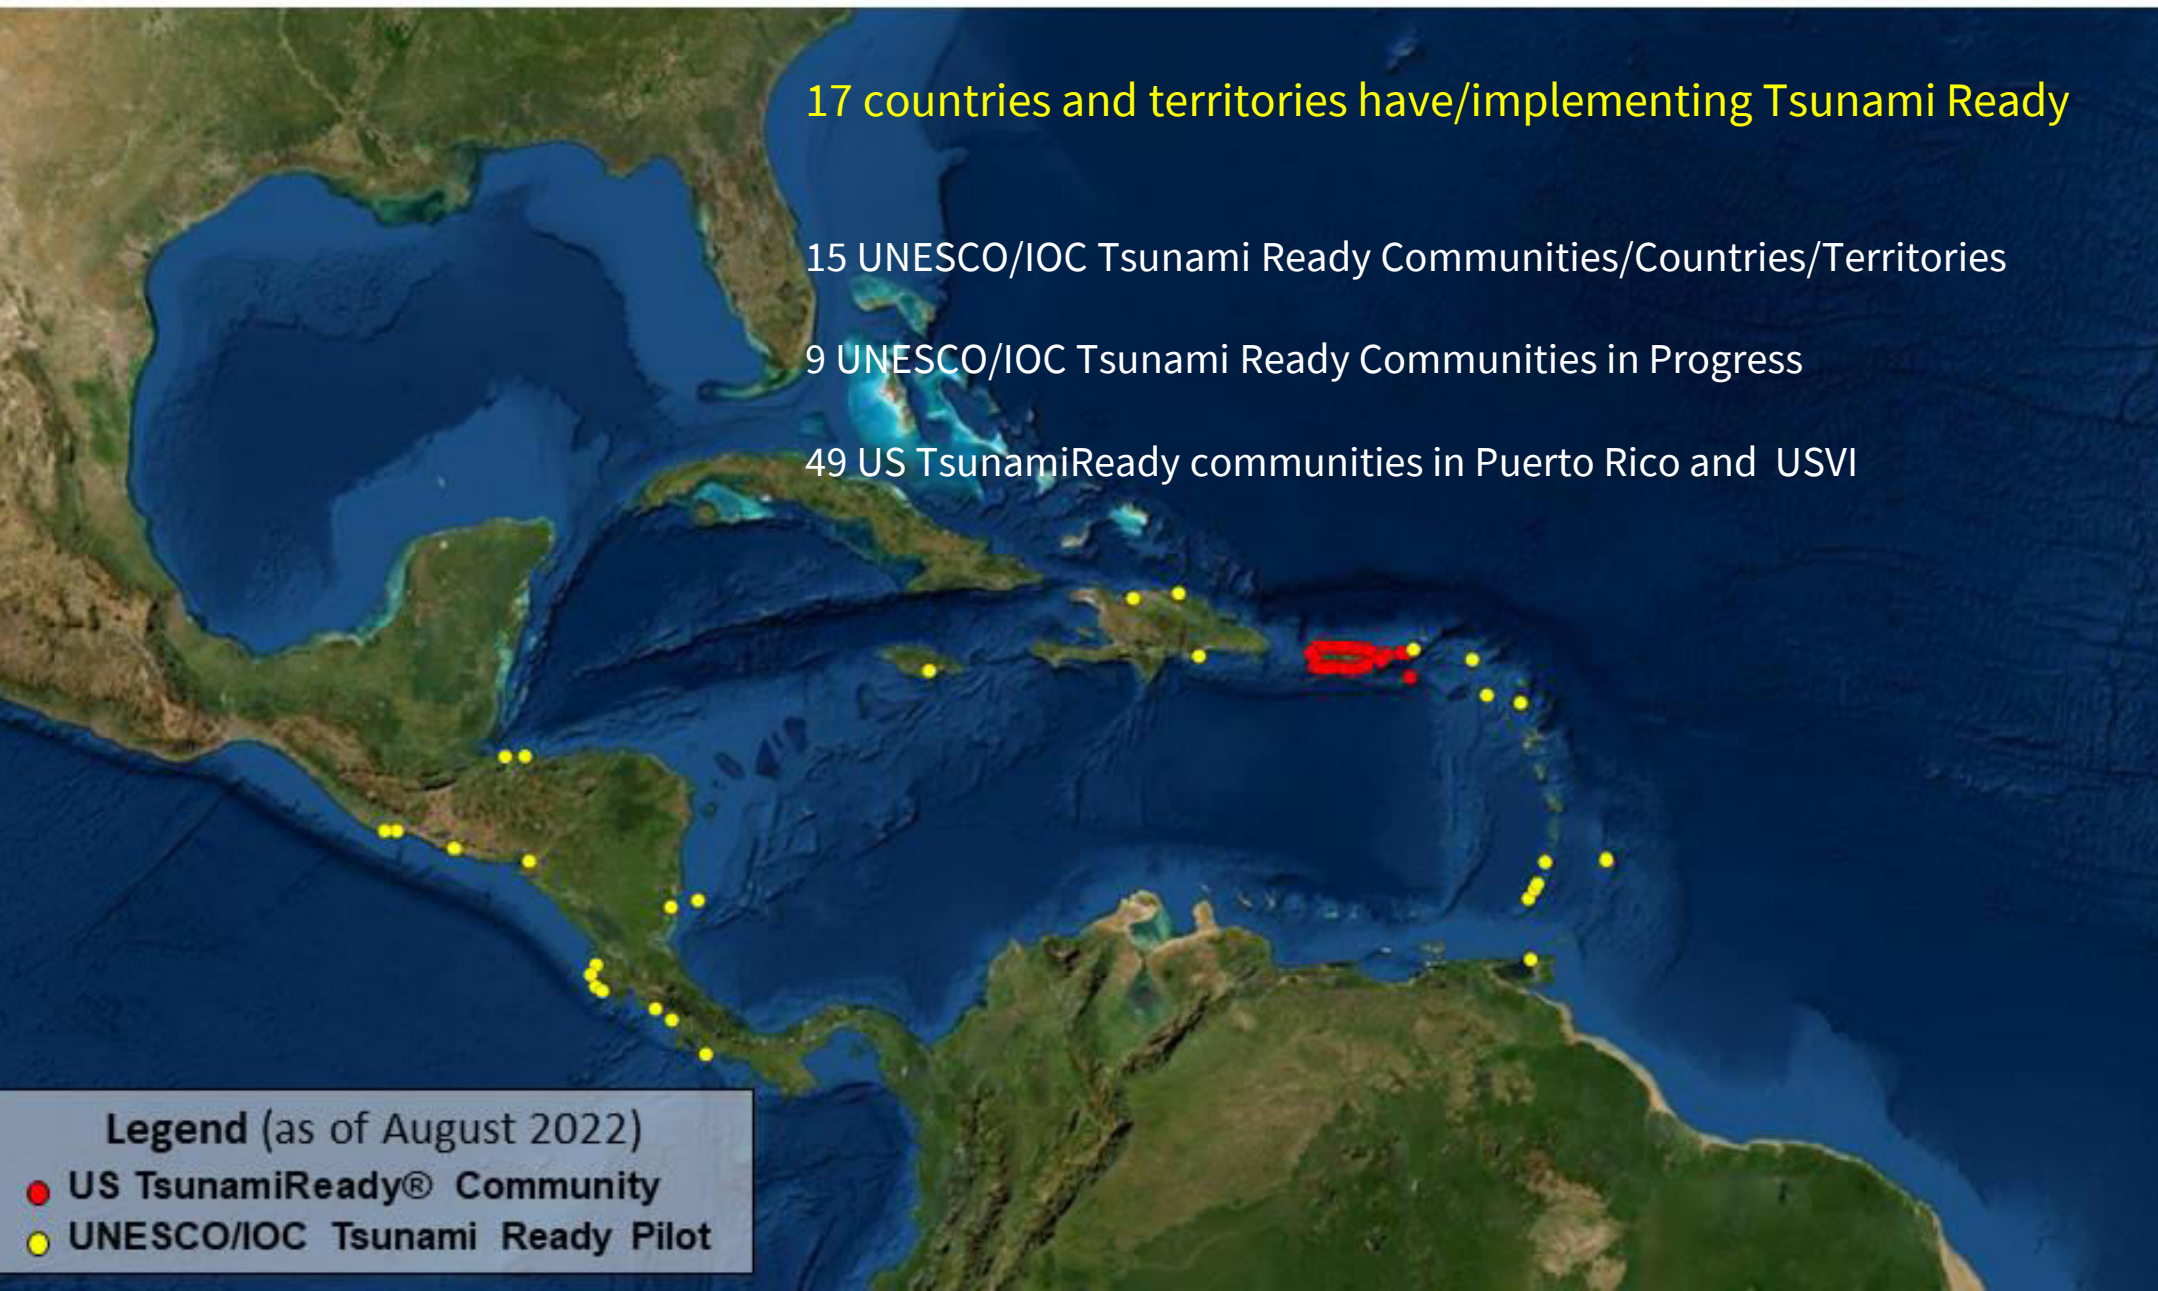 17 countries and territories have/implementing Tsunami Ready
15 UNESCO/IOC Tsunami Ready Communities/Countries/Territories
9 UNESCO/IOC Tsunami Ready Communities in Progress
49 US TsunamiReady communities in Puerto Rico and  USVI
Legend (as of August 2022)
US TsunamiReady® Community
UNESCO/IOC Tsunami Ready Pilot